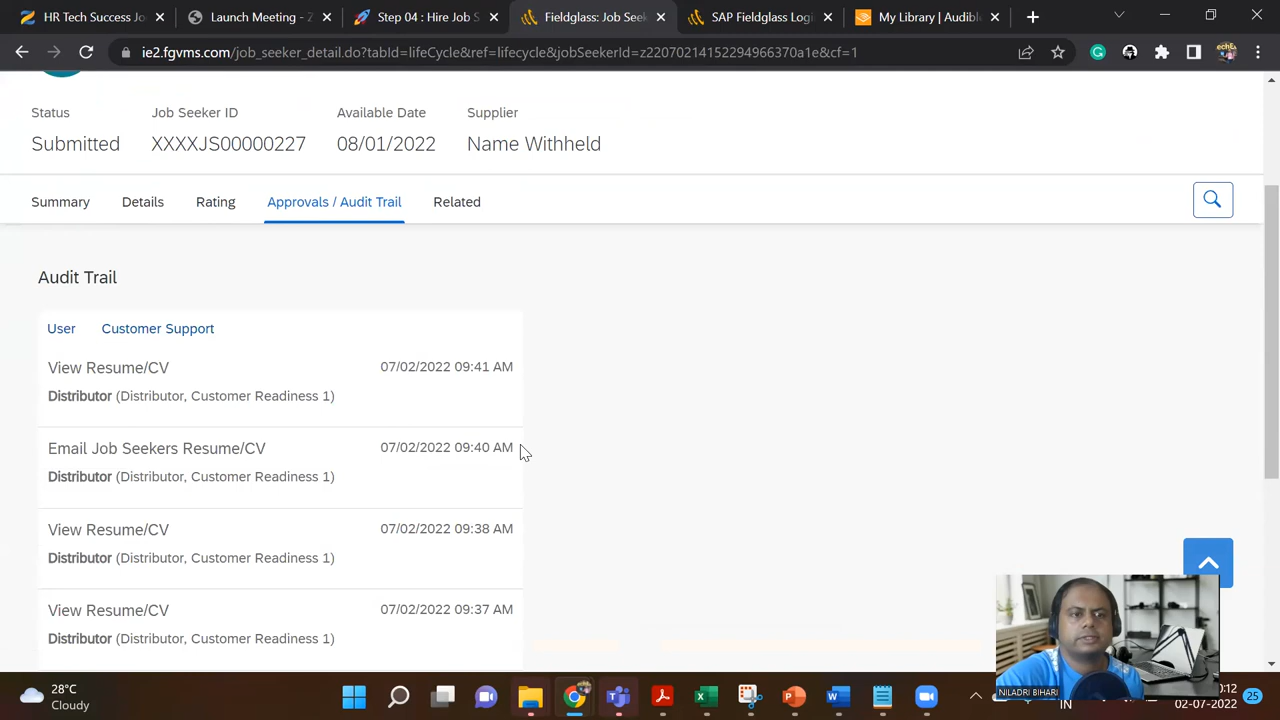 HR Tech Success Jo
Launch Meeting - Z
Step 04 : Hire Job S
Fieldglass: Job Seek
SAP Fieldglass Logi
My Library | Audibl
ie2.fgvms.com/job_seeker_detail.do?tabId=lifeCycle&ref=lifecycle&jobSeekerId=z22070214152294966370a1e&cf=1
Status Job Seeker ID Available Date Supplier
Submitted XXXXJS00000227 08/01/2022 Name Withheld
Summary Details Rating Approvals / Audit Trail Related
Audit Trail
User Customer Support
View Resume/CV 07/02/2022 09:41 AM
Distributor (Distributor, Customer Readiness 1)
Email Job Seekers Resume/CV 07/02/2022 09:40 AM
Distributor (Distributor, Customer Readiness 1)
View Resume/CV 07/02/2022 09:38 AM
Distributor (Distributor, Customer Readiness 1)
View Resume/CV 07/02/2022 09:37 AM
Distributor (Distributor, Customer Readiness 1)
NILADRI BIHARI
28°C
Cloudy
IN
0:12
02-07-2022
25